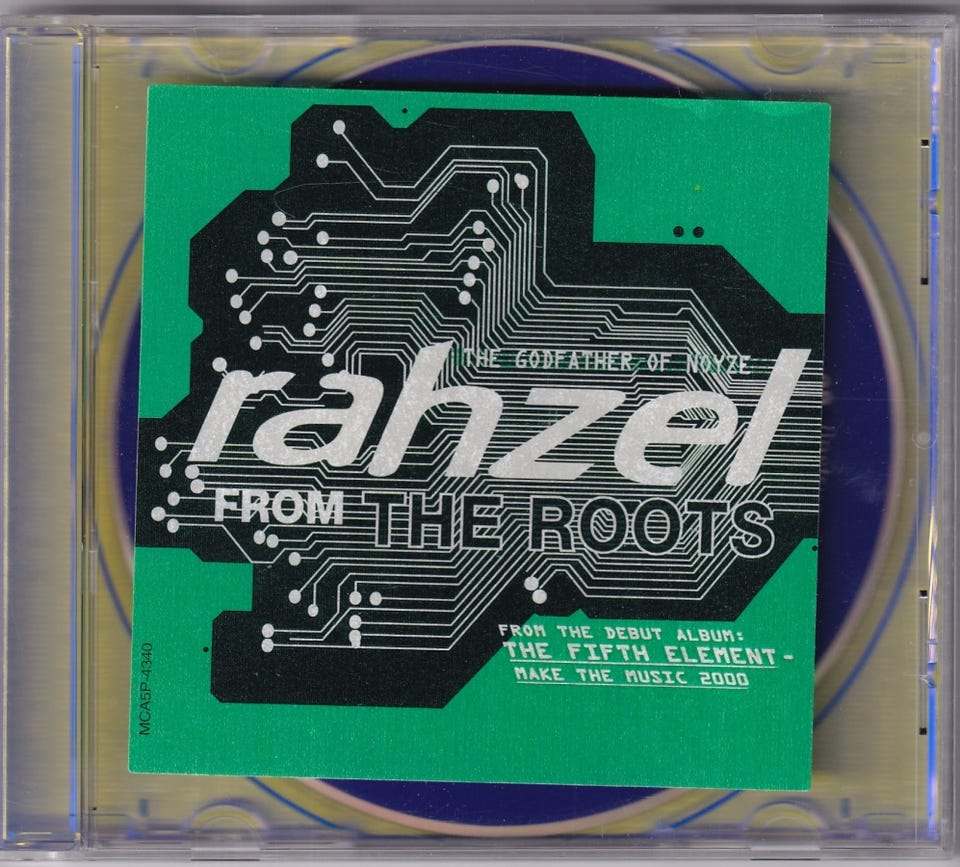 THE GODFATHER OF NOYZE
rahzel
FROM THE ROOTS
FROM THE DEBUT ALBUM:
THE FIFTH ELEMENT -
MAKE THE MUSIC 2000
MCA5P-4340